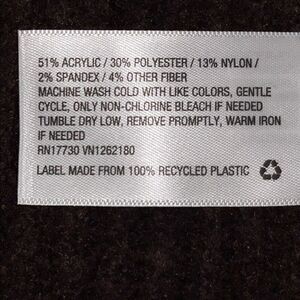 51% ACRYLIC / 30% POLYESTER / 13% NYLON /
2% SPANDEX / 4% OTHER FIBER
MACHINE WASH COLD WITH LIKE COLORS, GENTLE
CYCLE, ONLY NON-CHLORINE BLEACH IF NEEDED
TUMBLE DRY LOW, REMOVE PROMPTLY, WARM IRON
IF NEEDED
RN17730 VN1262180
LABEL MADE FROM 100% RECYCLED PLASTIC